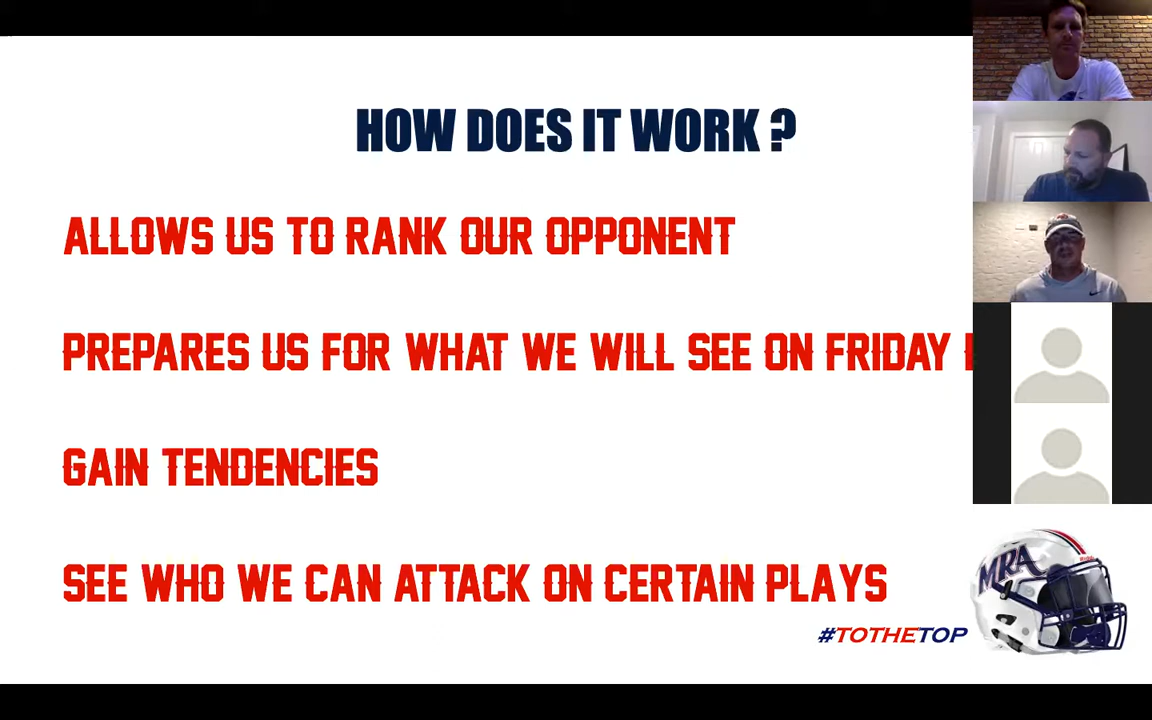 HOW DOES IT WORK ?
ALLOWS US TO RANK OUR OPPONENT
PREPARES US FOR WHAT WE WILL SEE ON FRIDAY
GAIN TENDENCIES
SEE WHO WE CAN ATTACK ON CERTAIN PLAYS
#TOTHETOP
MRA